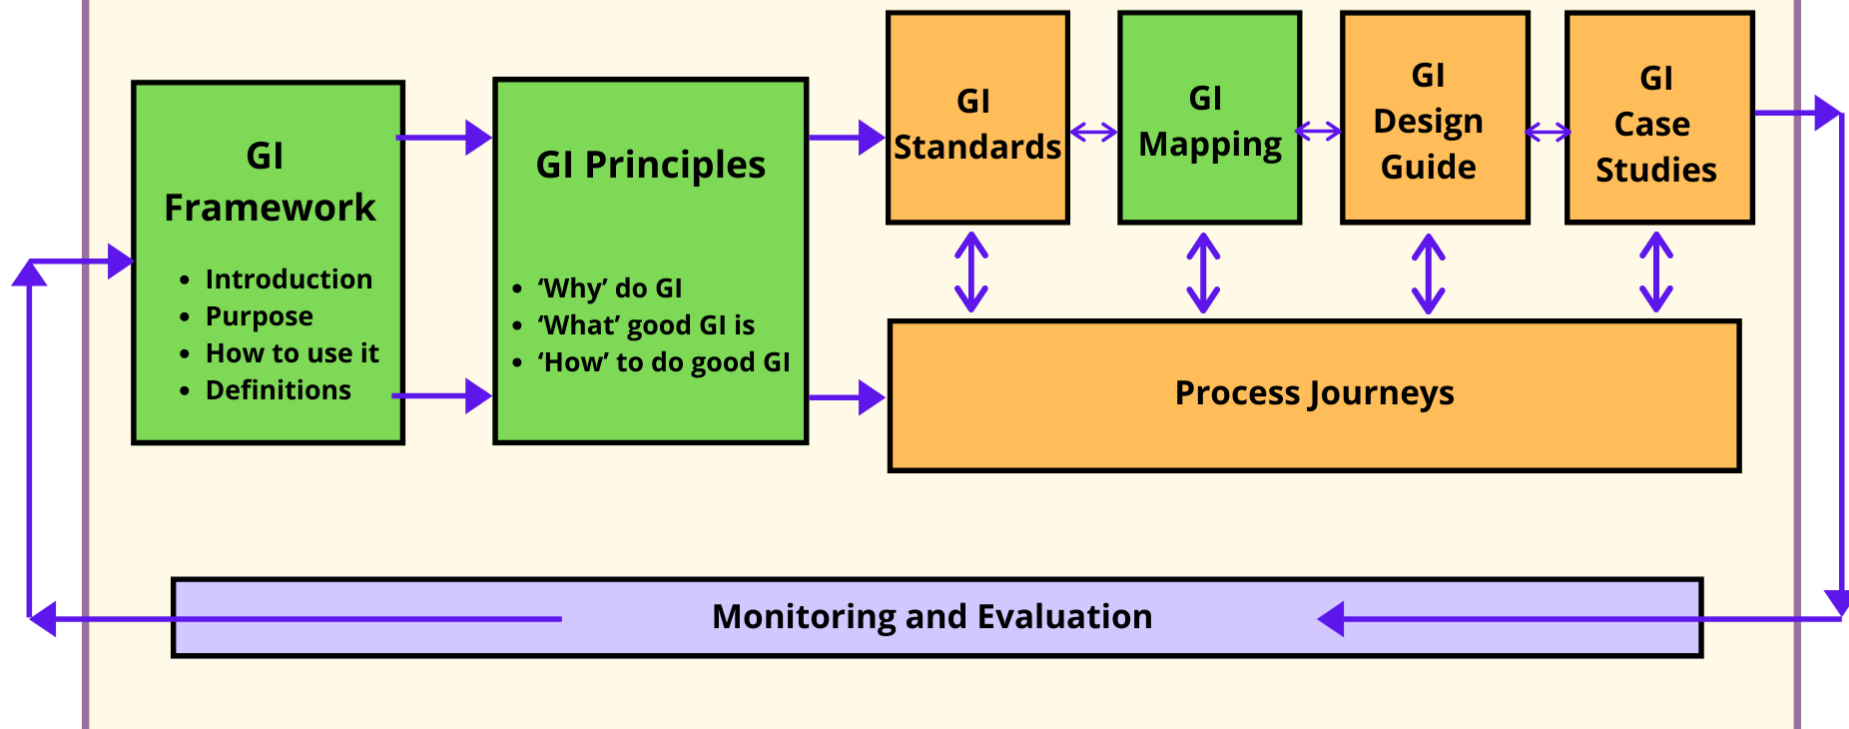 GI
Framework
• Introduction
• Purpose
• How to use it
• Definitions
GI Principles
• ‘Why’ do GI
• ‘What’ good GI is
• ‘How’ to do good GI
GI
Standards
GI
Mapping
GI
Design
Guide
GI
Case
Studies
Process Journeys
Monitoring and Evaluation